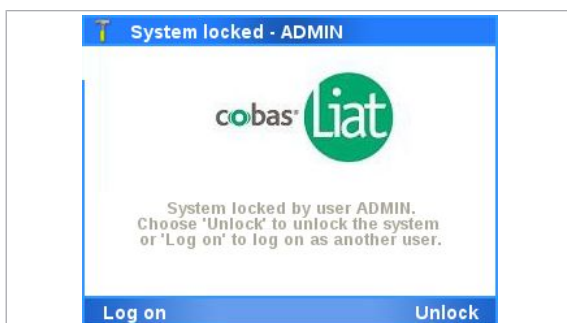 System locked - ADMIN
cobas® Liat
System locked by user ADMIN.
Choose 'Unlock' to unlock the system
or 'Log on' to log on as another user.
Log on Unlock